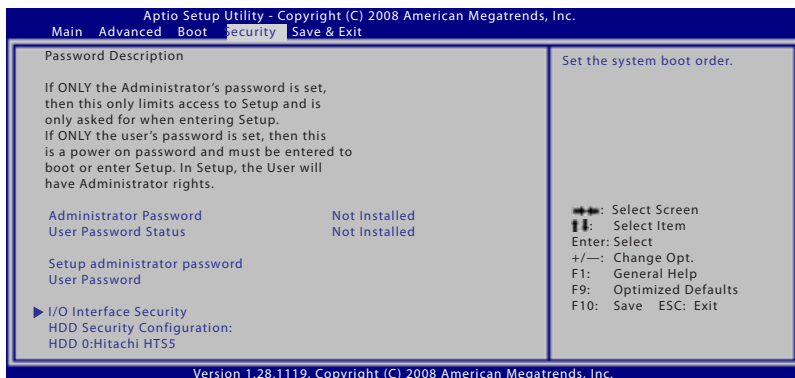 Aptio Setup Utility - Copyright (C) 2008 American Megatrends, Inc.
Main Advanced Boot Security Save & Exit
Password Description
If ONLY the Administrator's password is set,
then this only limits access to Setup and is
only asked for when entering Setup.
If ONLY the user's password is set, then this
is a power on password and must be entered to
boot or enter Setup. In Setup, the User will
have Administrator rights.
Administrator Password Not Installed
User Password Status Not Installed
Setup administrator password
User Password
I/O Interface Security
HDD Security Configuration:
HDD 0:Hitachi HTS5
Set the system boot order.
: Select Screen
: Select Item
Enter: Select
+/—: Change Opt.
F1: General Help
F9: Optimized Defaults
F10: Save ESC: Exit
Version 1.28.1119. Copyright (C) 2008 American Megatrends, Inc.